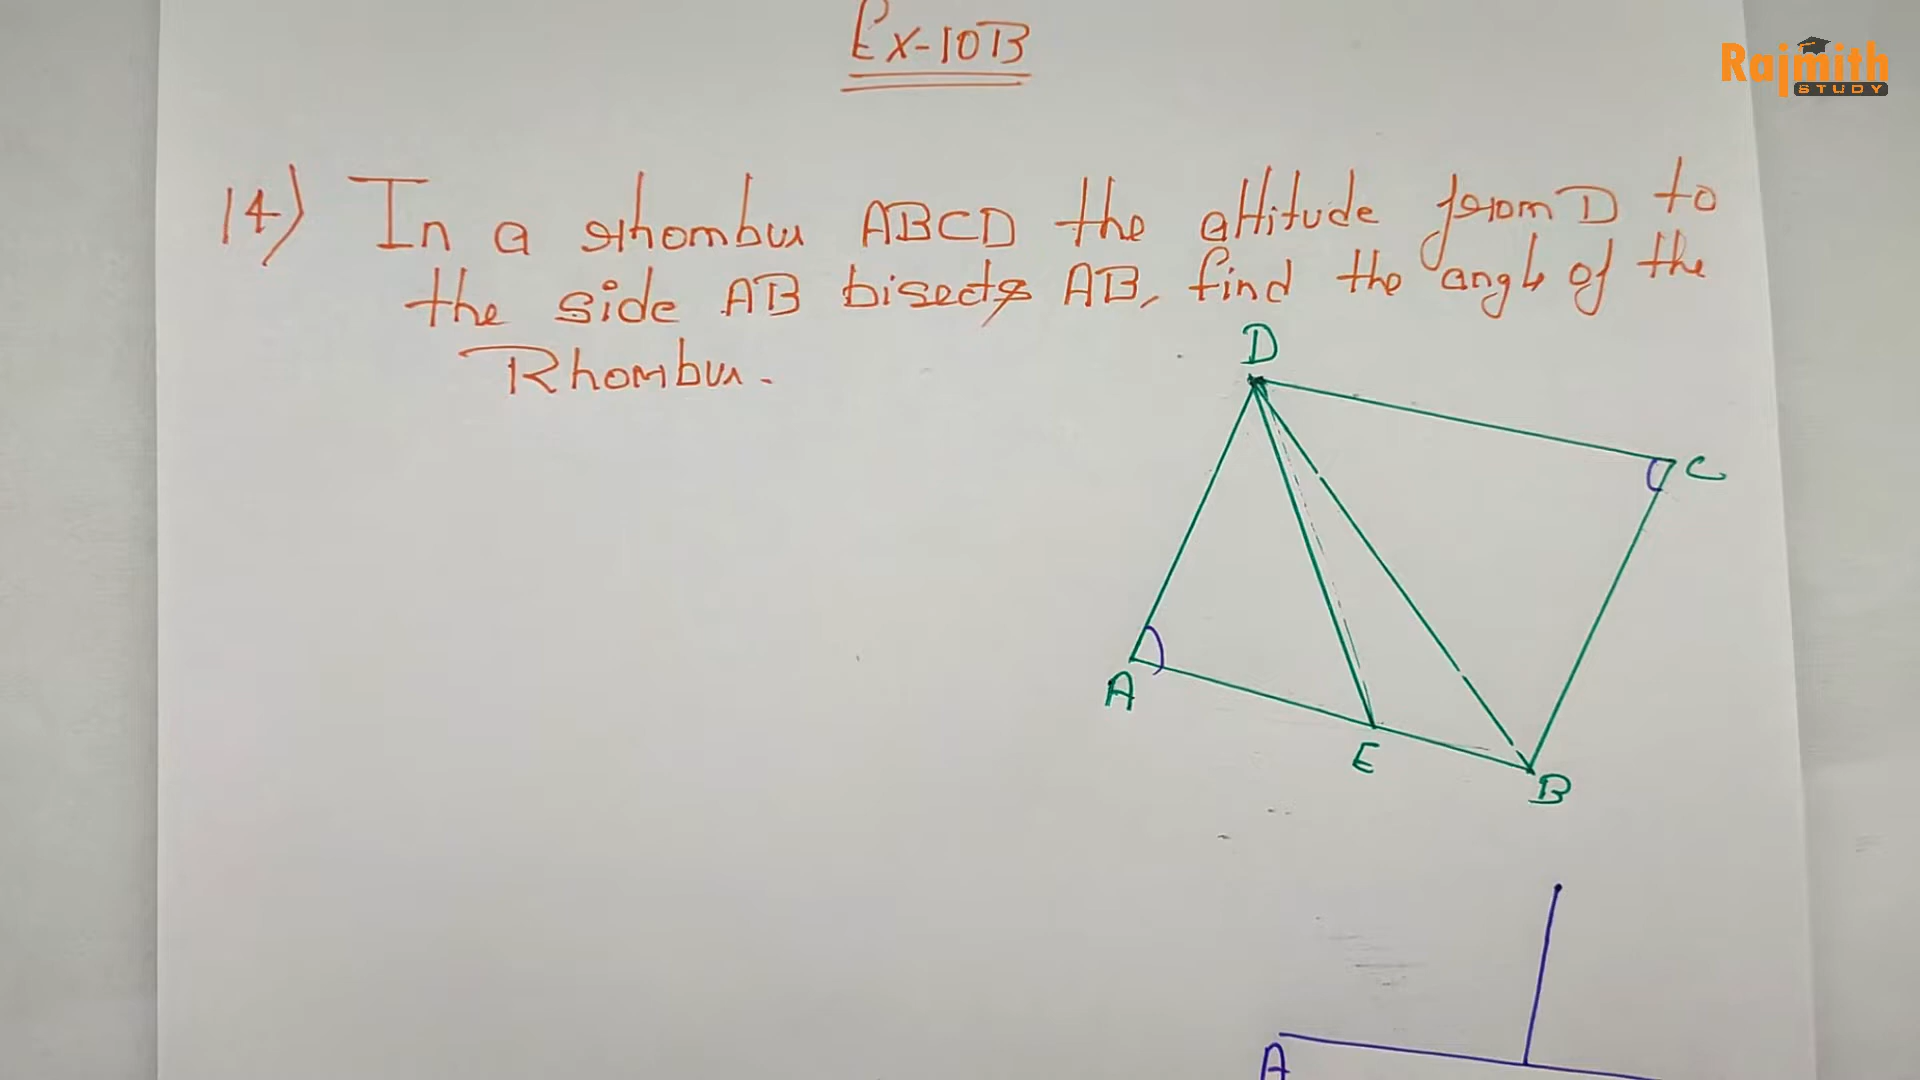 Ex-10B
Rajmith
STUDY
14) In a rhombus ABCD the altitude from D to
the side AB bisects AB, find the angle of the
Rhombus.
D
C
A
E
B
A